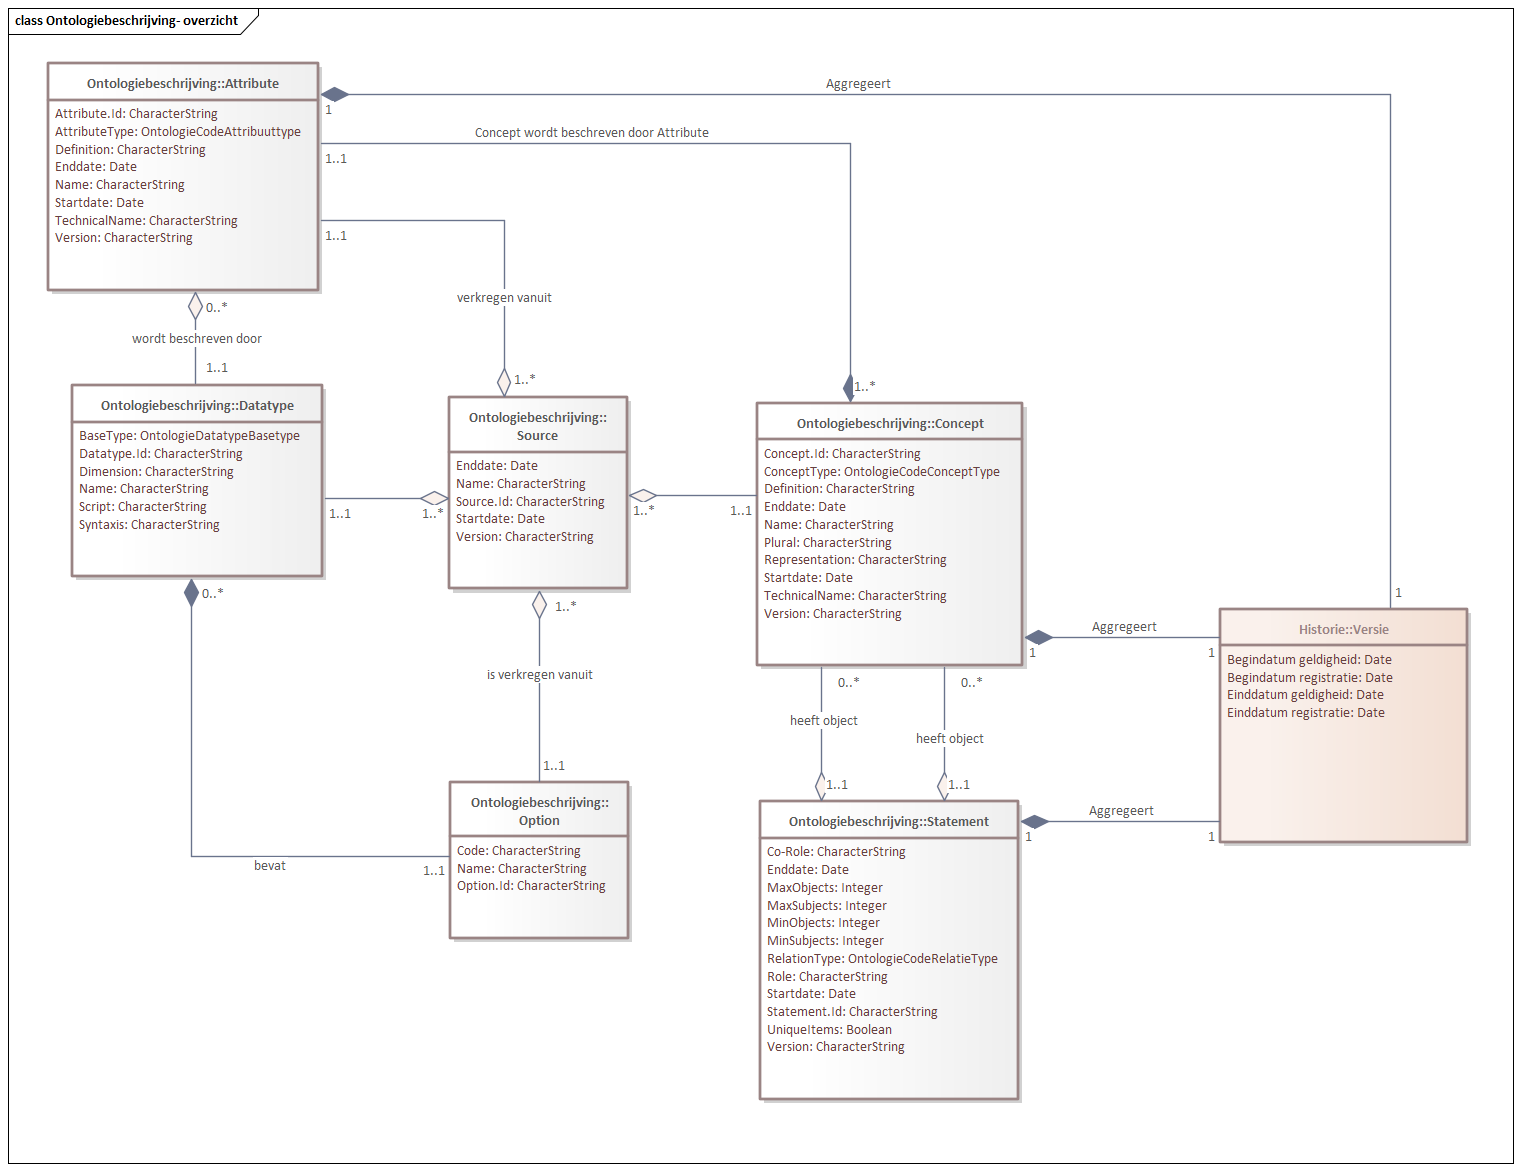 class Ontologiebeschrijving- overzicht
Ontologiebeschrijving::Attribute
Attribute.Id: CharacterString
AttributeType: OntologieCodeAttribuuttype
Definition: CharacterString
Enddate: Date
Name: CharacterString
Startdate: Date
TechnicalName: CharacterString
Version: CharacterString
Aggregeert
1
1
Concept wordt beschreven door Attribute
1..1
1..*
1..1
verkregen vanuit
1..*
0..*
wordt beschreven door
1..1
Ontologiebeschrijving::Datatype
BaseType: OntologieDatatypeBasetype
Datatype.Id: CharacterString
Dimension: CharacterString
Name: CharacterString
Script: CharacterString
Syntaxis: CharacterString
1..1
1..*
Ontologiebeschrijving::
Source
Enddate: Date
Name: CharacterString
Source.Id: CharacterString
Startdate: Date
Version: CharacterString
1..*
1..1
Ontologiebeschrijving::Concept
Concept.Id: CharacterString
ConceptType: OntologieCodeConceptType
Definition: CharacterString
Enddate: Date
Name: CharacterString
Plural: CharacterString
Representation: CharacterString
Startdate: Date
TechnicalName: CharacterString
Version: CharacterString
Aggregeert
1
1
Historie::Versie
Begindatum geldigheid: Date
Begindatum registratie: Date
Einddatum geldigheid: Date
Einddatum registratie: Date
0..*
bevat
1..1
1..*
is verkregen vanuit
1..1
Ontologiebeschrijving::
Option
Code: CharacterString
Name: CharacterString
Option.Id: CharacterString
0..*
heeft object
1..1
0..*
heeft object
1..1
Ontologiebeschrijving::Statement
Co-Role: CharacterString
Enddate: Date
MaxObjects: Integer
MaxSubjects: Integer
MinObjects: Integer
MinSubjects: Integer
RelationType: OntologieCodeRelatieType
Role: CharacterString
Startdate: Date
Statement.Id: CharacterString
UniqueItems: Boolean
Version: CharacterString
Aggregeert
1
1